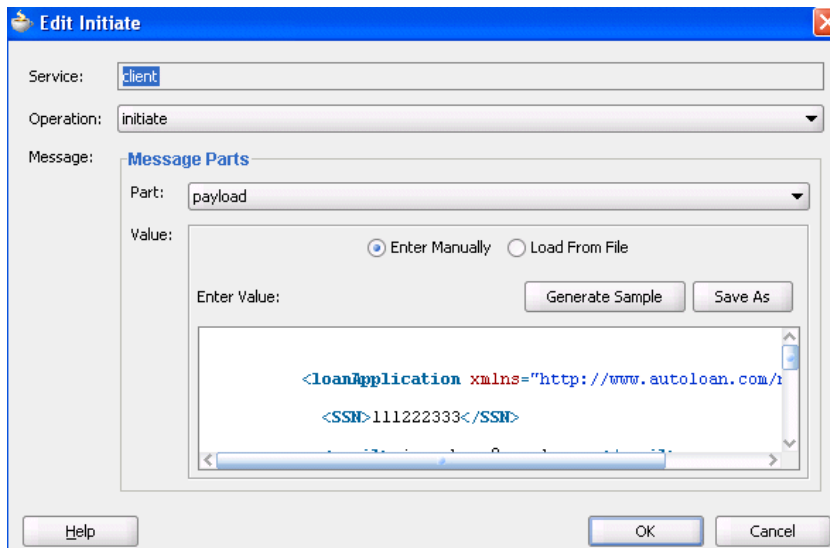 Edit Initiate
Service: client
Operation: initiate
Message: Message Parts
Part: payload
Value:
Enter Manually Load From File
Enter Value: Generate Sample Save As
<loanApplication xmlns="http://www.autoloan.com/
<SSN>111222333</SSN>
Help OK Cancel